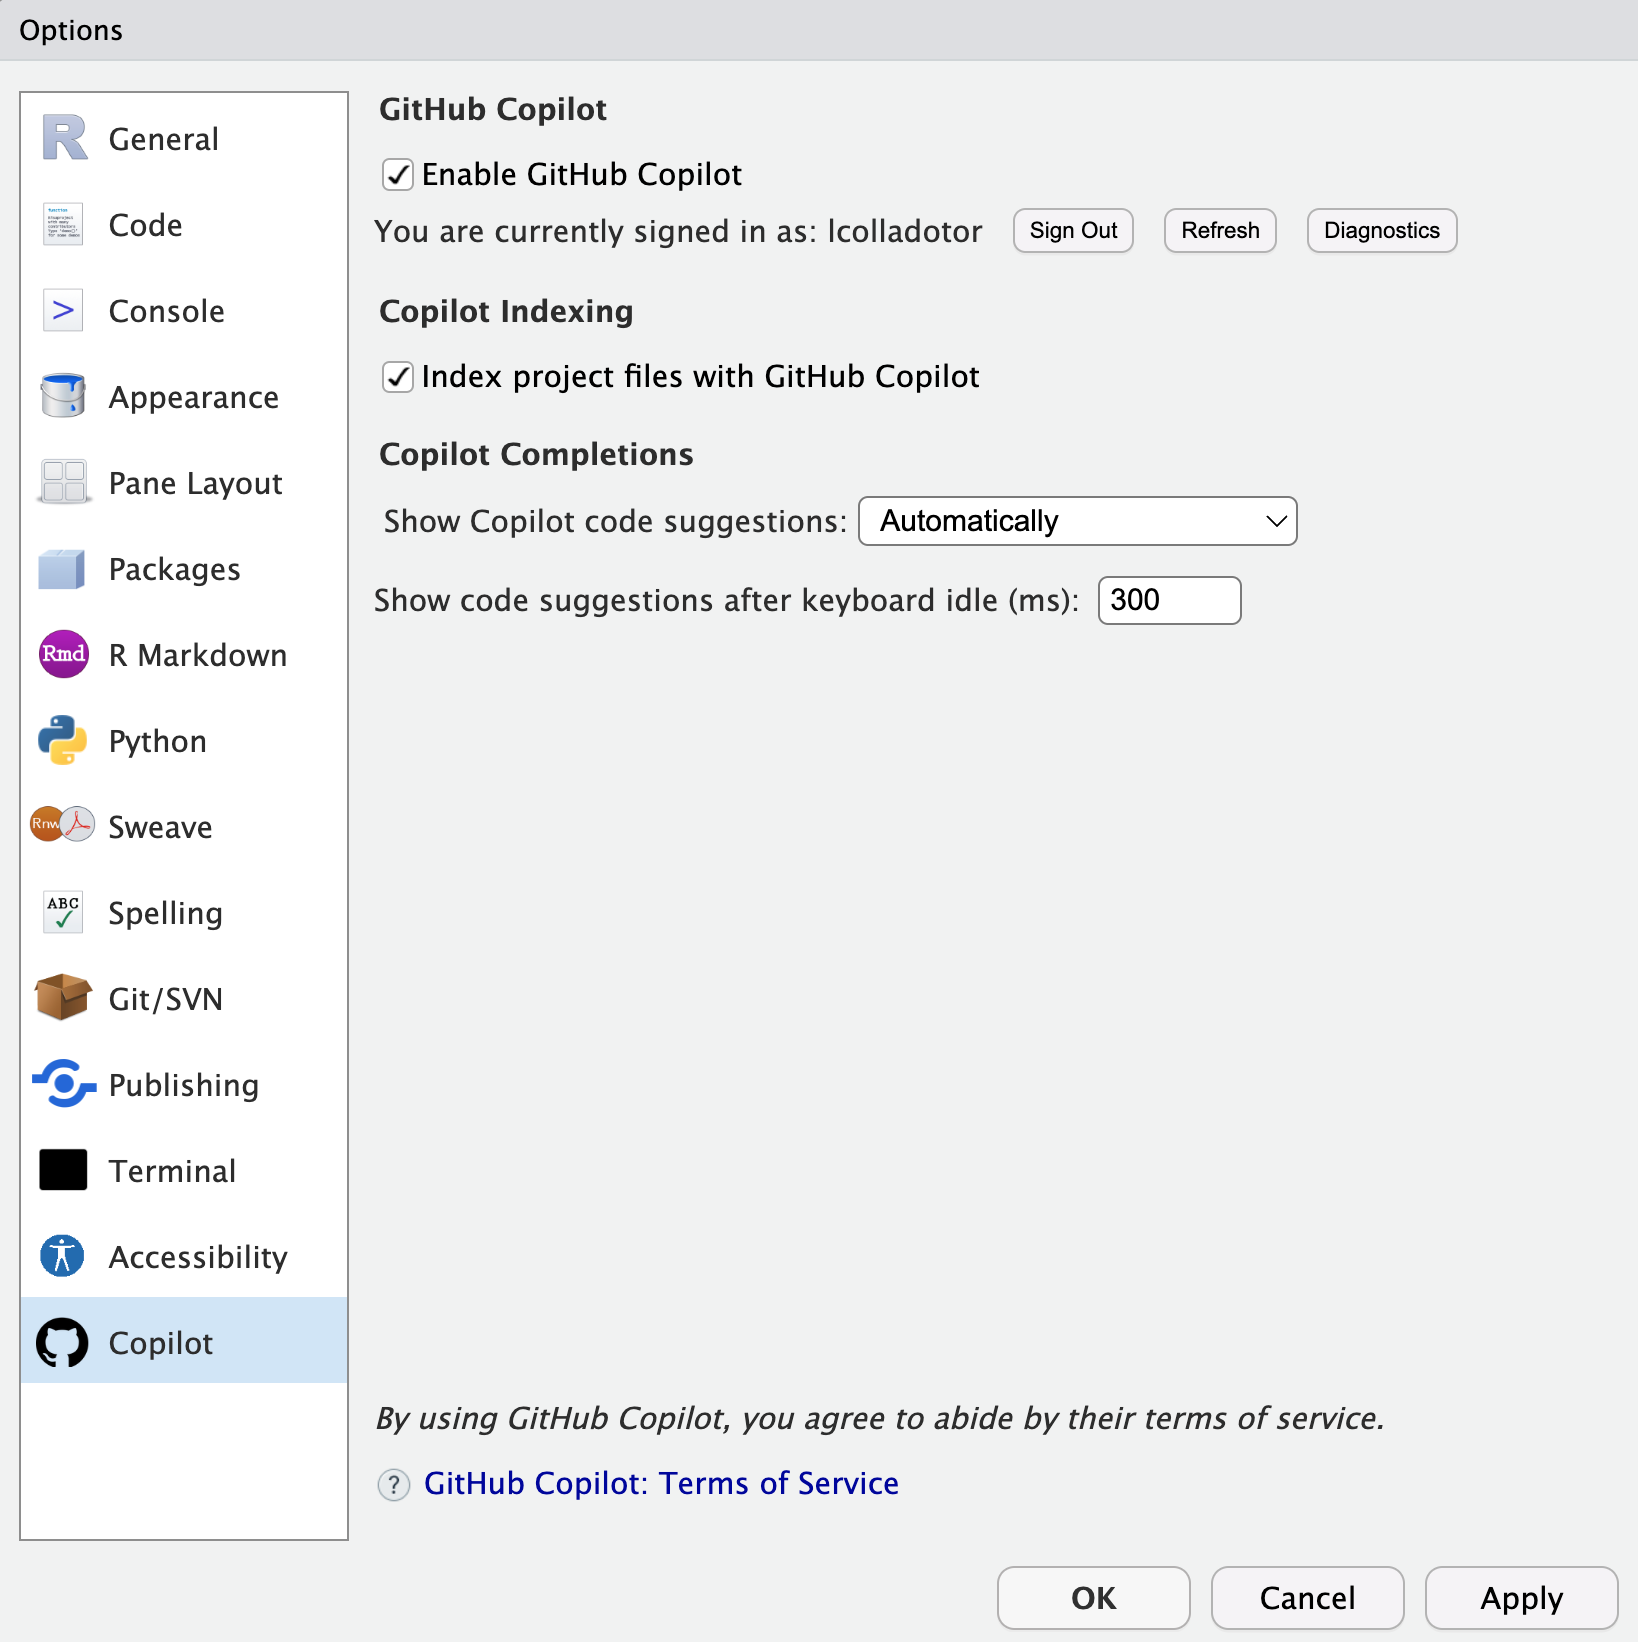 Options
General
Code
Console
Appearance
Pane Layout
Packages
Rmd
R Markdown
Python
Rnw
Sweave
ABC
Spelling
Git/SVN
Publishing
Terminal
Accessibility
Copilot
GitHub Copilot
Enable GitHub Copilot
You are currently signed in as: lcolladotor Sign Out Refresh Diagnostics
Copilot Indexing
Index project files with GitHub Copilot
Copilot Completions
Show Copilot code suggestions: Automatically
Show code suggestions after keyboard idle (ms): 300
By using GitHub Copilot, you agree to abide by their terms of service.
? GitHub Copilot: Terms of Service
OK Cancel Apply